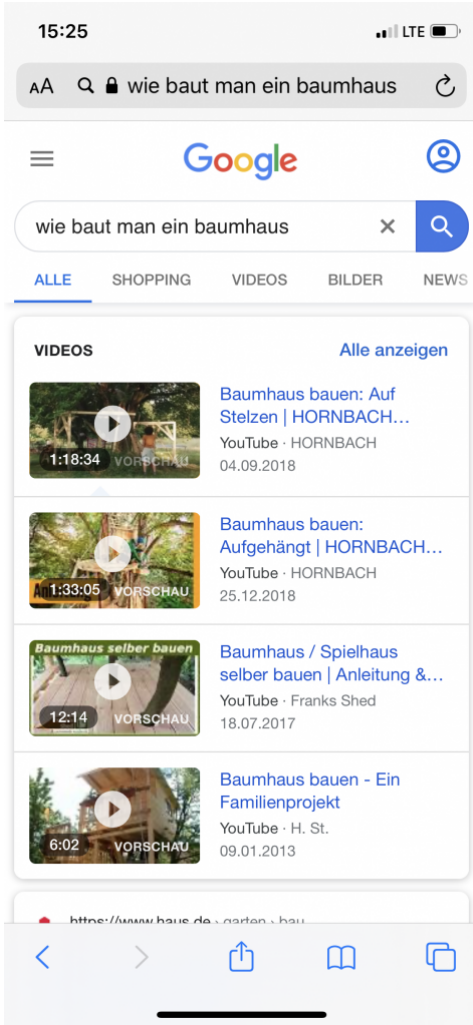 15:25
LTE
AA wie baut man ein baumhaus
Google
wie baut man ein baumhaus
ALLE SHOPPING VIDEOS BILDER NEWS
VIDEOS Alle anzeigen
Baumhaus bauen: Auf
Stelzen | HORNBACH…
YouTube · HORNBACH
04.09.2018
1:18:34 VORSCHAU
Baumhaus bauen:
Aufgehängt | HORNBACH…
YouTube · HORNBACH
25.12.2018
1:33:05 VORSCHAU
Baumhaus selber bauen
Baumhaus / Spielhaus
selber bauen | Anleitung &…
YouTube · Franks Shed
18.07.2017
12:14 VORSCHAU
Baumhaus bauen - Ein
Familienprojekt
YouTube · H. St.
09.01.2013
6:02 VORSCHAU
https://www.haus.de › garten › bau